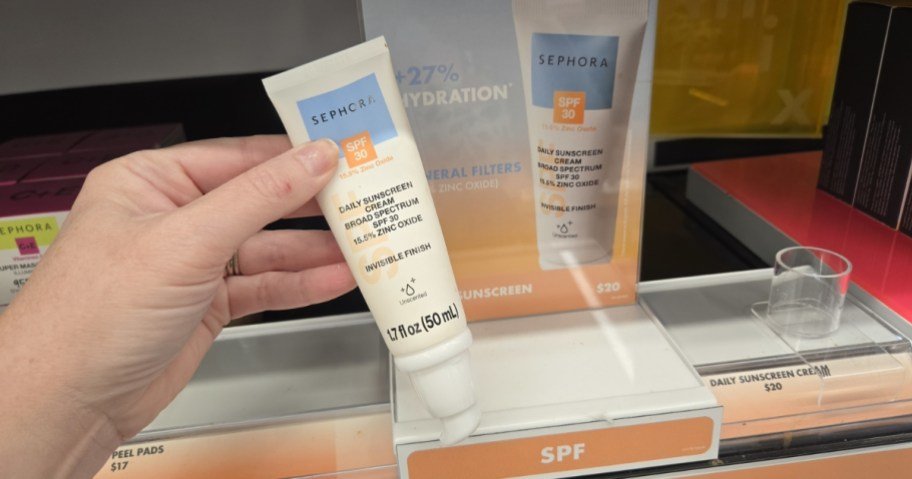 SEPHORA
SPF
30
15.5% Zinc Oxide
DAILY SUNSCREEN
CREAM
BROAD SPECTRUM
SPF 30
15.5% ZINC OXIDE
INVISIBLE FINISH
Unscented
1.7 fl oz (50 mL)
+27%
HYDRATION*
FILTERS
ZINC OXIDE)
SUNSCREEN
$20
SEPHORA
SPF
30
15.5% Zinc Oxide
DAILY SUNSCREEN
CREAM
BROAD SPECTRUM
SPF 30
15.5% ZINC OXIDE
INVISIBLE FINISH
Unscented
SPF
DAILY SUNSCREEN CREAM
$20
PEEL PADS
$17